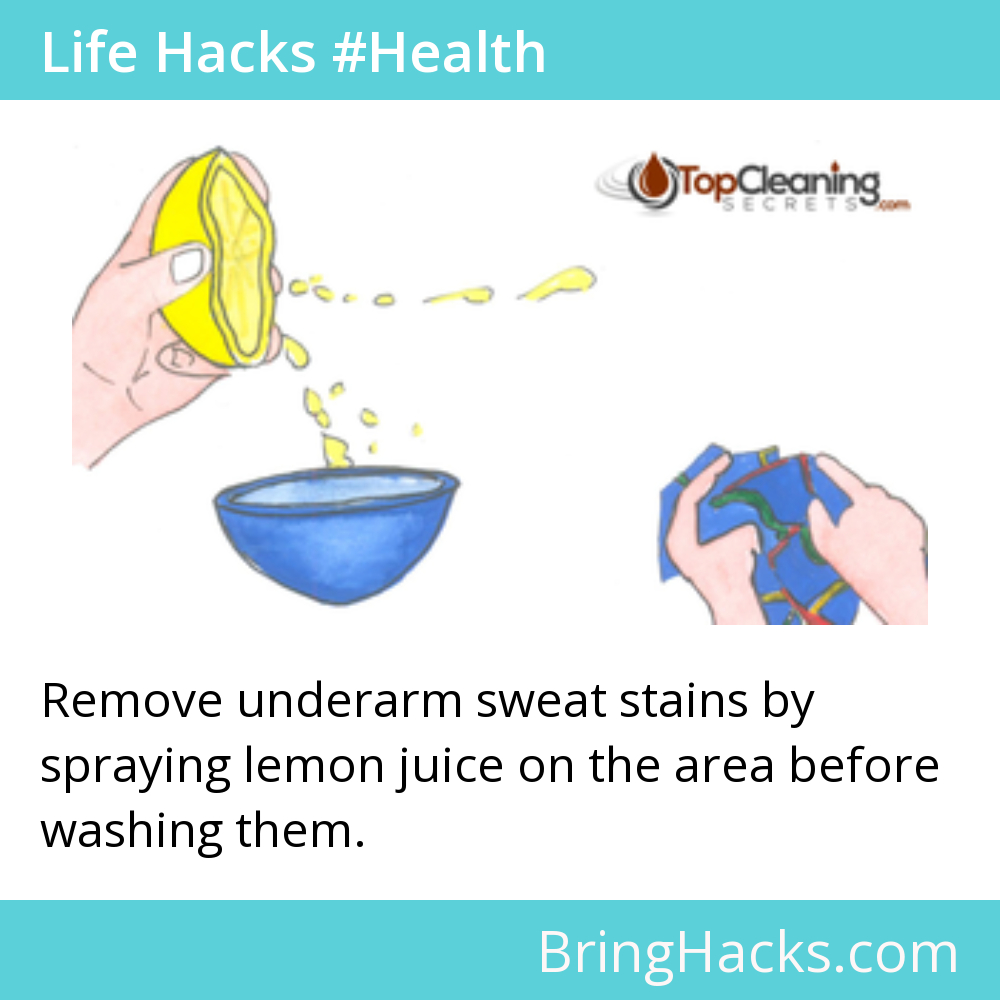 Life Hacks #Health
TopCleaning
SECRETS.com
Remove underarm sweat stains by
spraying lemon juice on the area before
washing them.
BringHacks.com